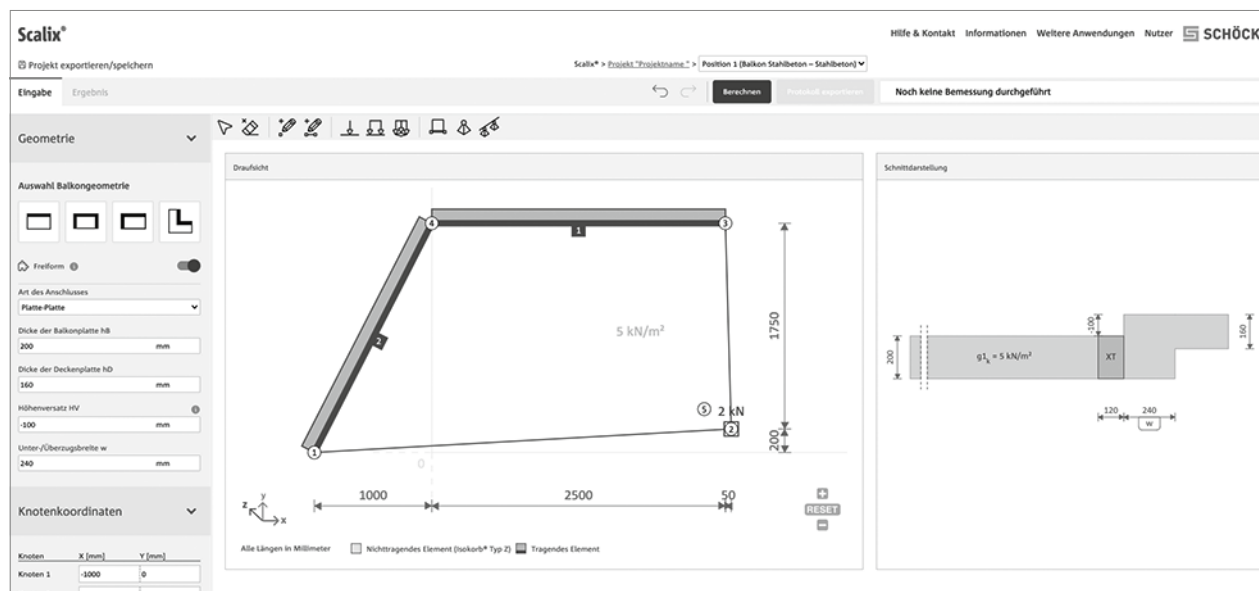 Scalix®
Hilfe & Kontakt Informationen Weitere Anwendungen Nutzer SCHÖCK
Projekt exportieren/speichern
Scalix® > Projekt "Projektname " > Position 1 (Balkon Stahlbeton – Stahlbeton)
Eingabe Ergebnis Berechnen Protokoll exportieren Noch keine Bemessung durchgeführt
Geometrie
Auswahl Balkongeometrie
Freiform
Art des Anschlusses
Platte-Platte
Dicke der Balkonplatte hB
200 mm
Dicke der Deckenplatte hD
160 mm
Höhenversatz HV
-100 mm
Unter-/Überzugsbreite w
240 mm
Knotenkoordinaten
Knoten X [mm] Y [mm]
Knoten 1 -1000 0
Draufsicht
4 3
1
2
5 kN/m²
1750
5 2 kN
2
200
1
0
1000 2500 50
z y x
RESET
Alle Längen in Millimeter Nichttragendes Element (Isokorb® Typ Z) Tragendes Element
Schnittdarstellung
-100
160
200
g1k = 5 kN/m²
XT
120 240
w